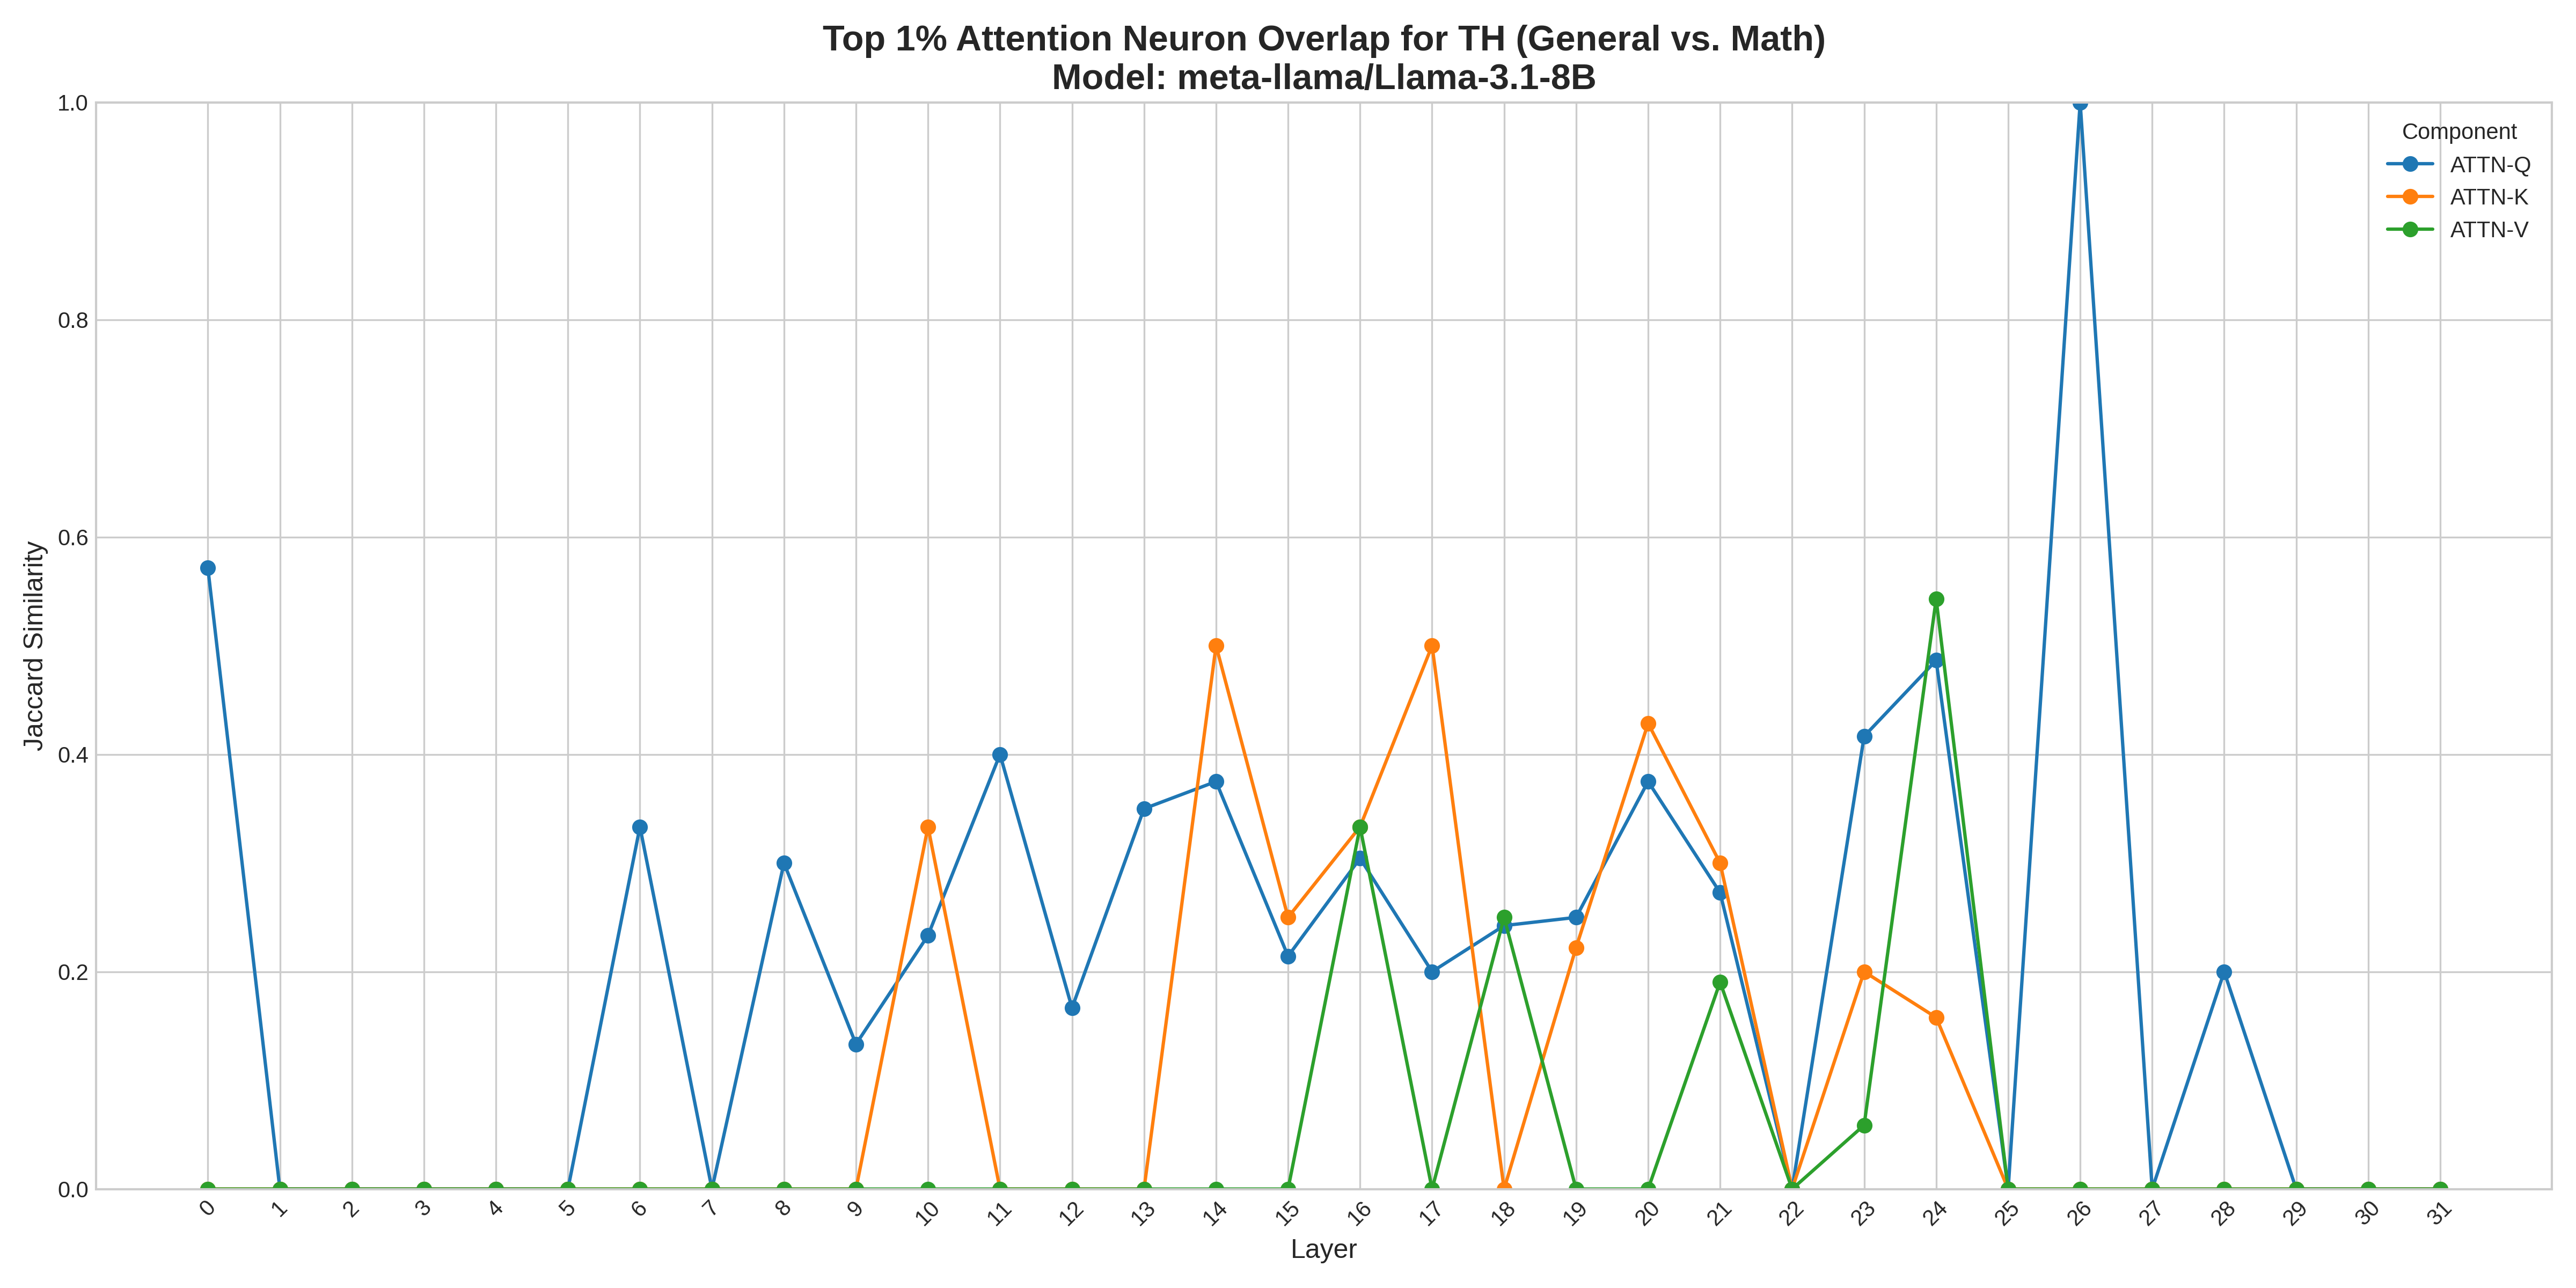 Top 1% Attention Neuron Overlap for TH (General vs. Math)
Model: meta-llama/Llama-3.1-8B
Component
ATTN-Q
ATTN-K
ATTN-V
Jaccard Similarity
1.0
0.8
0.6
0.4
0.2
0.0
0 1 2 3 4 5 6 7 8 9 10 11 12 13 14 15 16 17 18 19 20 21 22 23 24 25 26 27 28 29 30 31
Layer